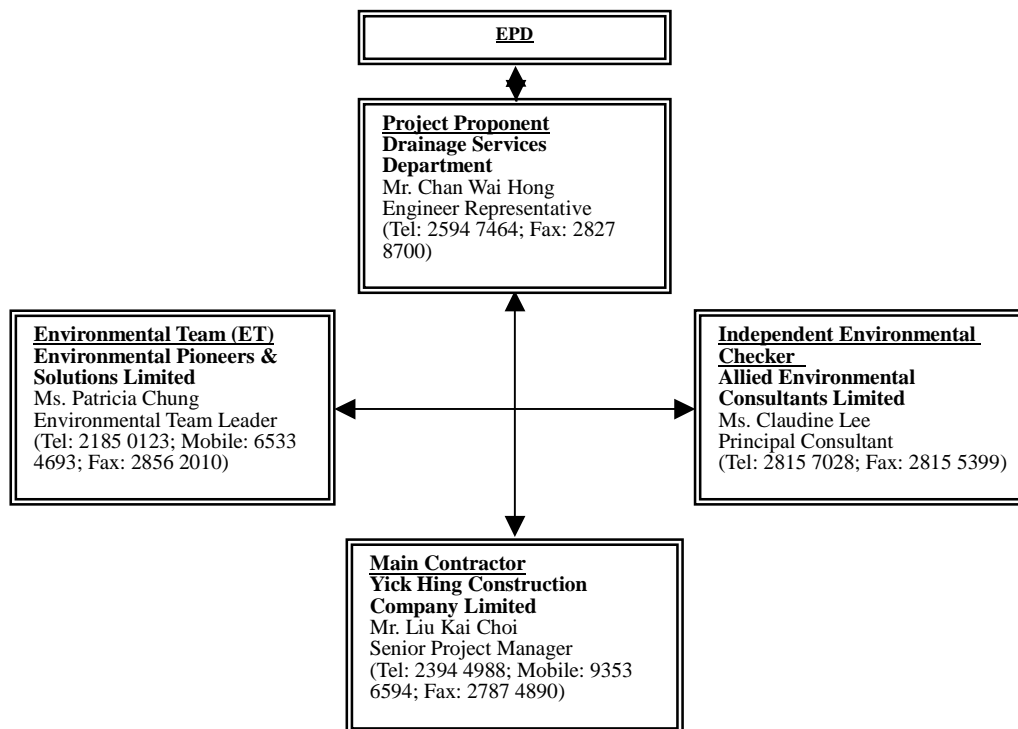 EPD
Project Proponent
Drainage Services
Department
Mr. Chan Wai Hong
Engineer Representative
(Tel: 2594 7464; Fax: 2827
8700)
Environmental Team (ET)
Environmental Pioneers &
Solutions Limited
Ms. Patricia Chung
Environmental Team Leader
(Tel: 2185 0123; Mobile: 6533
4693; Fax: 2856 2010)
Independent Environmental
Checker
Allied Environmental
Consultants Limited
Ms. Claudine Lee
Principal Consultant
(Tel: 2815 7028; Fax: 2815 5399)
Main Contractor
Yick Hing Construction
Company Limited
Mr. Liu Kai Choi
Senior Project Manager
(Tel: 2394 4988; Mobile: 9353
6594; Fax: 2787 4890)